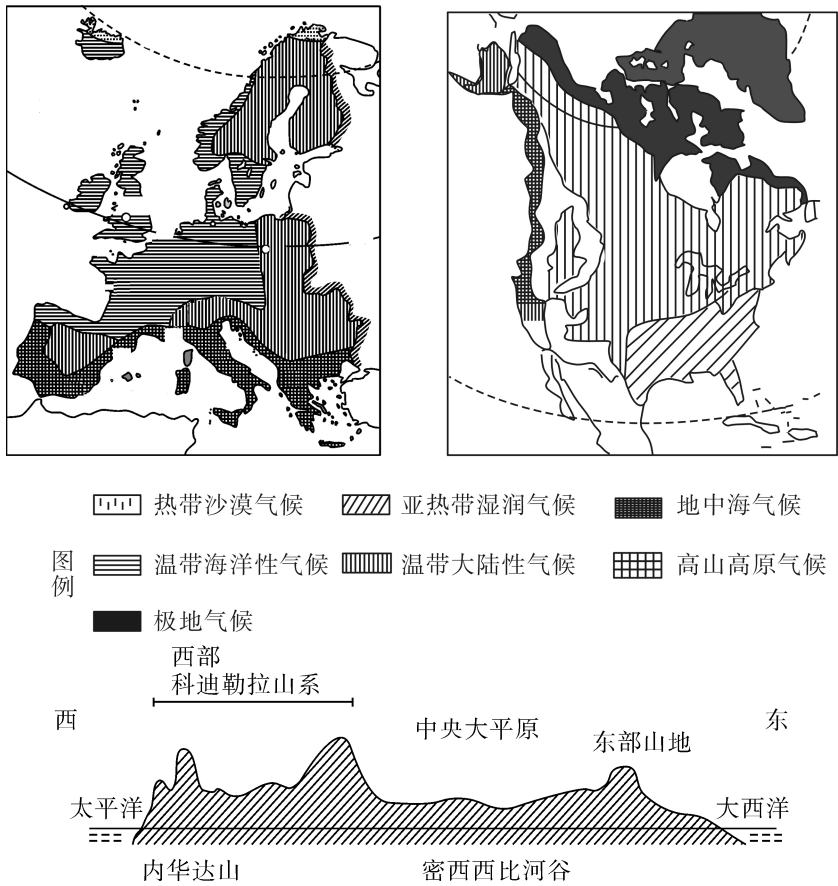 热带沙漠气候 亚热带湿润气候 地中海气候
图例
温带海洋性气候 温带大陆性气候 高山高原气候
极地气候
西部
科迪勒拉山系
西 中央大平原 东部山地 东
太平洋 大西洋
内华达山 密西西比河谷